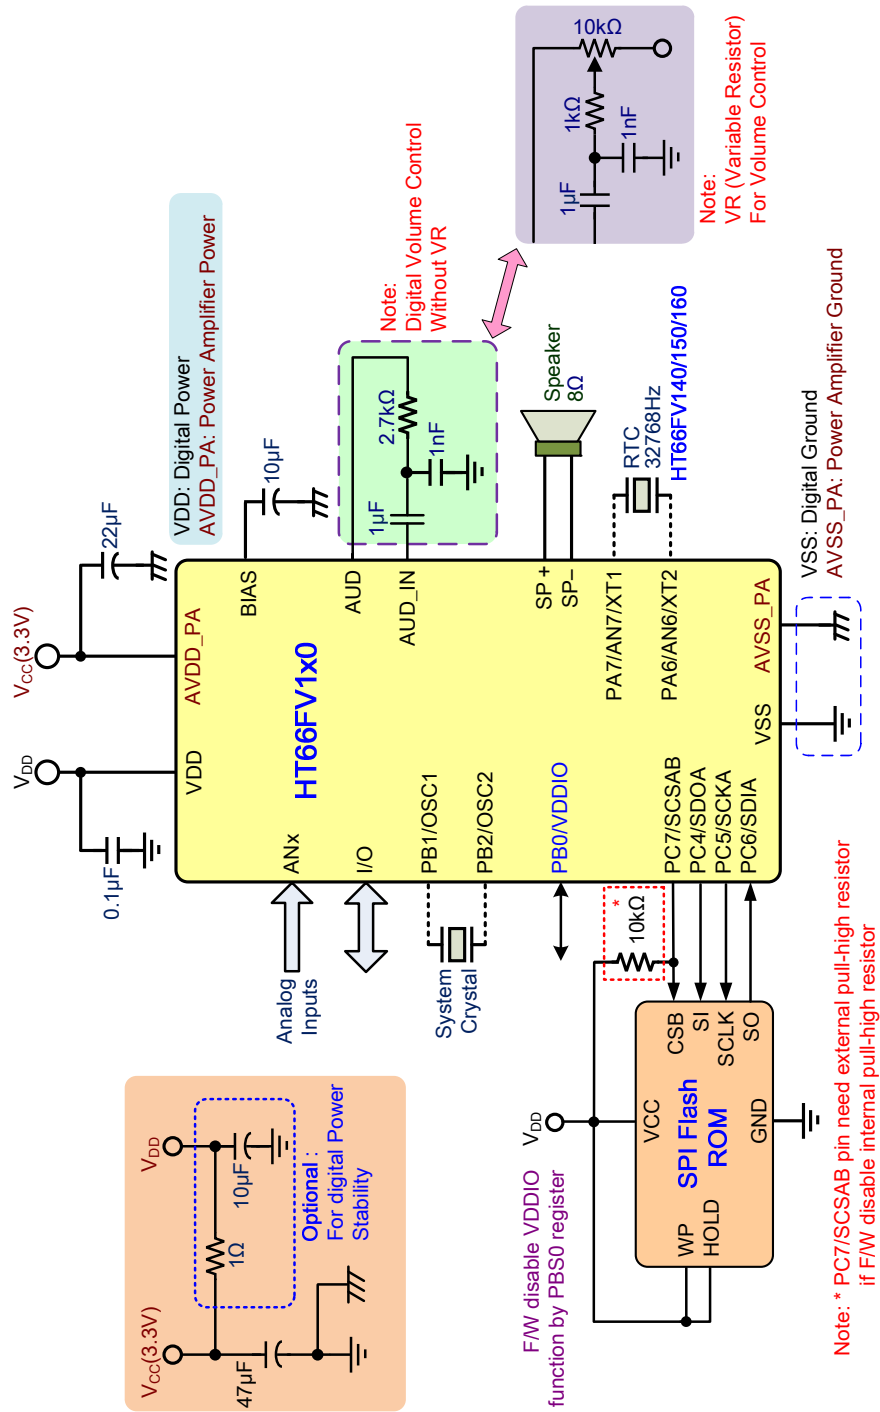 VCC(3.3V)
47µF
1Ω
VDD
10µF
Optional :
For digital Power
Stability
VDD
0.1µF
VCC(3.3V)
22µF
VDD: Digital Power
AVDD_PA: Power Amplifier Power
VDD
AVDD_PA
HT66FV1x0
Analog
Inputs
ANx
I/O
System
Crystal
PB1/OSC1
PB2/OSC2
PB0/VDDIO
PC7/SCSAB
PC4/SDOA
PC5/SCKA
PC6/SDIA
BIAS
10µF
AUD
AUD_IN
2.7kΩ
1nF
1µF
Note:
Digital Volume Control
Without VR
SP+
SP–
Speaker
8Ω
PA7/AN7/XT1
PA6/AN6/XT2
RTC
32768Hz
HT66FV140/150/160
VSS
AVSS_PA
VSS: Digital Ground
AVSS_PA: Power Amplifier Ground
10kΩ
1kΩ
1nF
1µF
Note:
VR (Variable Resistor)
For Volume Control
F/W disable VDDIO
function by PBS0 register
VDD
*
10kΩ
VCC
SPI Flash
ROM
WP
HOLD
CSB
SI
SCLK
SO
GND
Note: * PC7/SCSAB pin need external pull-high resistor
if F/W disable internal pull-high resistor